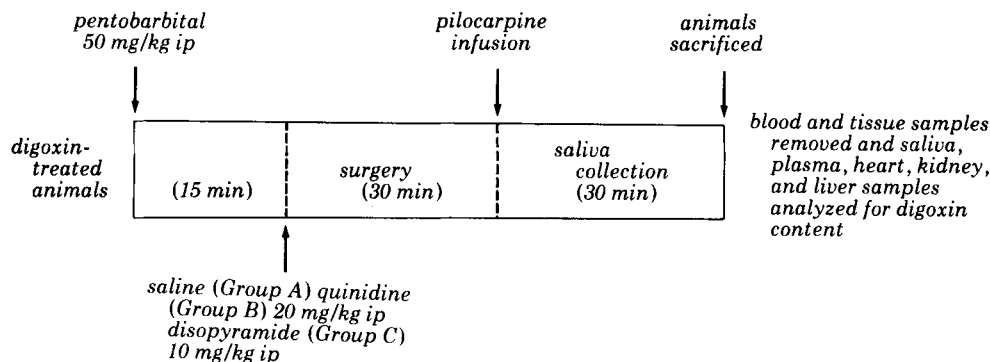 pentobarbital
50 mg/kg ip
pilocarpine
infusion
animals
sacrificed
digoxin-
treated
animals
(15 min)
surgery
(30 min)
saliva
collection
(30 min)
blood and tissue samples
removed and saliva,
plasma, heart, kidney,
and liver samples
analyzed for digoxin
content
saline (Group A) quinidine
(Group B) 20 mg/kg ip
disopyramide (Group C)
10 mg/kg ip